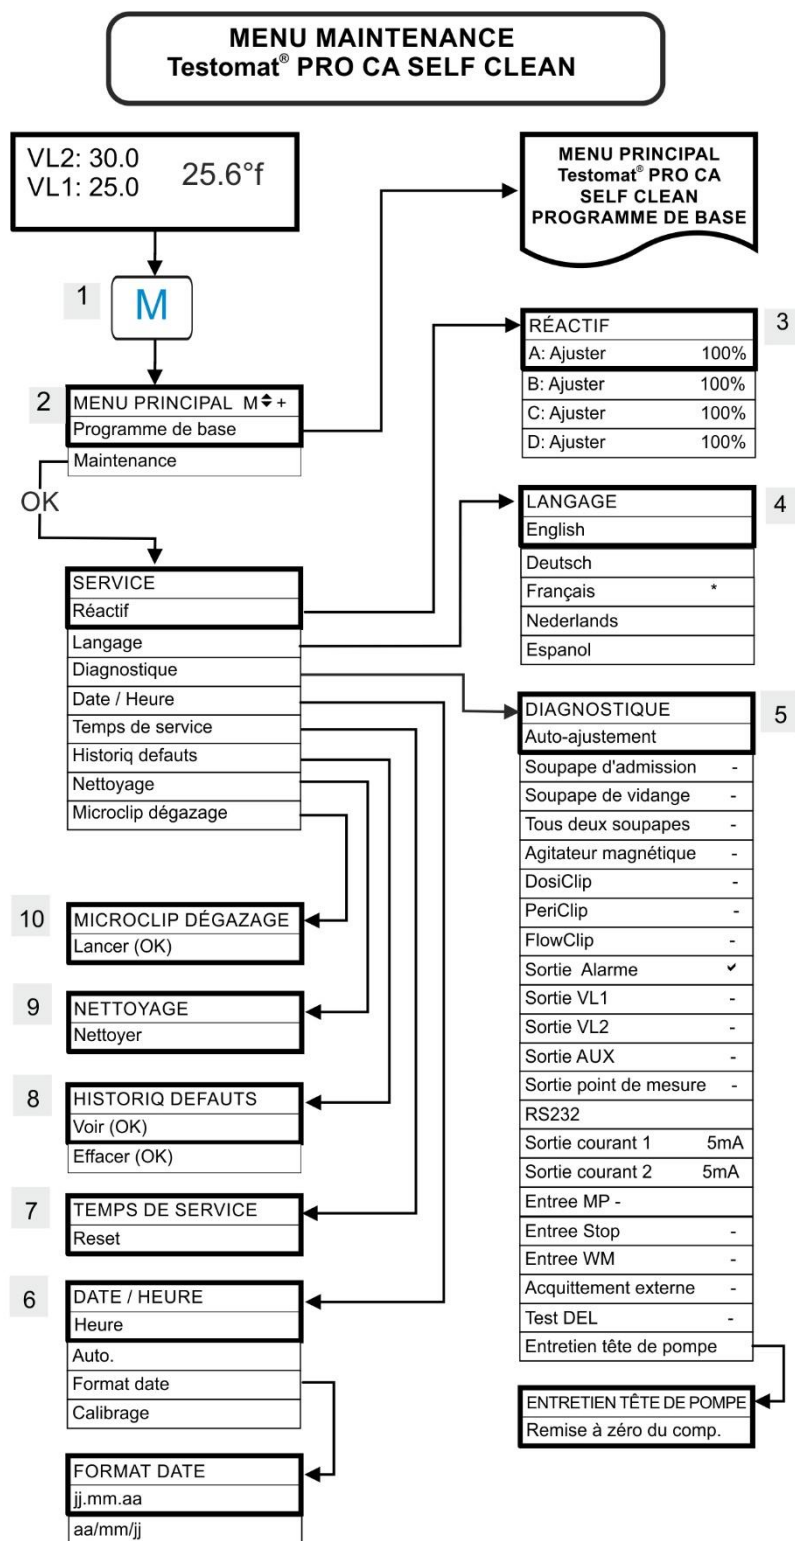 MENU MAINTENANCE
Testomat® PRO CA SELF CLEAN
VL2: 30.0
VL1: 25.0
25.6°f
1
M
2
MENU PRINCIPAL M +
Programme de base
Maintenance
OK
SERVICE
Réactif
Langage
Diagnostique
Date / Heure
Temps de service
Historiq defauts
Nettoyage
Microclip dégazage
10
MICROCLIP DÉGAZAGE
Lancer (OK)
9
NETTOYAGE
Nettoyer
8
HISTORIQ DEFAUTS
Voir (OK)
Effacer (OK)
7
TEMPS DE SERVICE
Reset
6
DATE / HEURE
Heure
Auto.
Format date
Calibrage
FORMAT DATE
jj.mm.aa
aa/mm/jj
MENU PRINCIPAL
Testomat® PRO CA
SELF CLEAN
PROGRAMME DE BASE
RÉACTIF
3
A: Ajuster 100%
B: Ajuster 100%
C: Ajuster 100%
D: Ajuster 100%
LANGAGE
4
English
Deutsch
Français *
Nederlands
Espanol
DIAGNOSTIQUE
5
Auto-ajustement
Soupape d'admission -
Soupape de vidange -
Tous deux soupapes -
Agitateur magnétique -
DosiClip -
PeriClip -
FlowClip -
Sortie Alarme ✔
Sortie VL1 -
Sortie VL2 -
Sortie AUX -
Sortie point de mesure -
RS232
Sortie courant 1 5mA
Sortie courant 2 5mA
Entree MP -
Entree Stop -
Entree WM -
Acquittement externe -
Test DEL -
Entretien tête de pompe
ENTRETIEN TÊTE DE POMPE
Remise à zéro du comp.